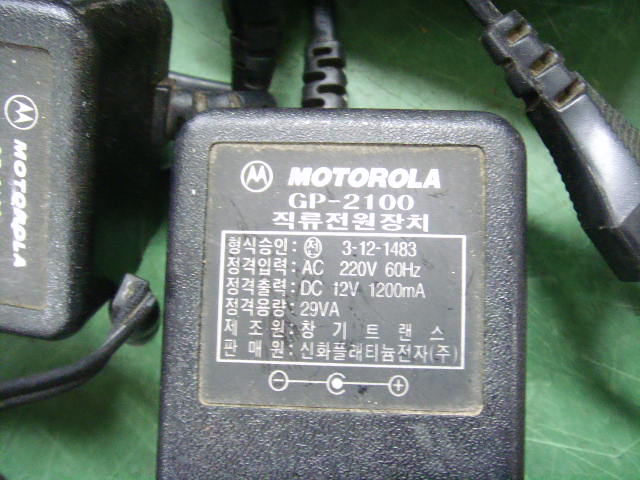 MOTOROLA
GP-2100
직류전원장치
형식승인 : 전 3-12-1483
정격입력 : AC 220V 60Hz
정격출력 : DC 12V 1200mA
정격용량 : 29VA
제 조 원 : 창 기 트 랜 스
판 매 원 : 신화플래티늄전자(주)
MOTOROLA